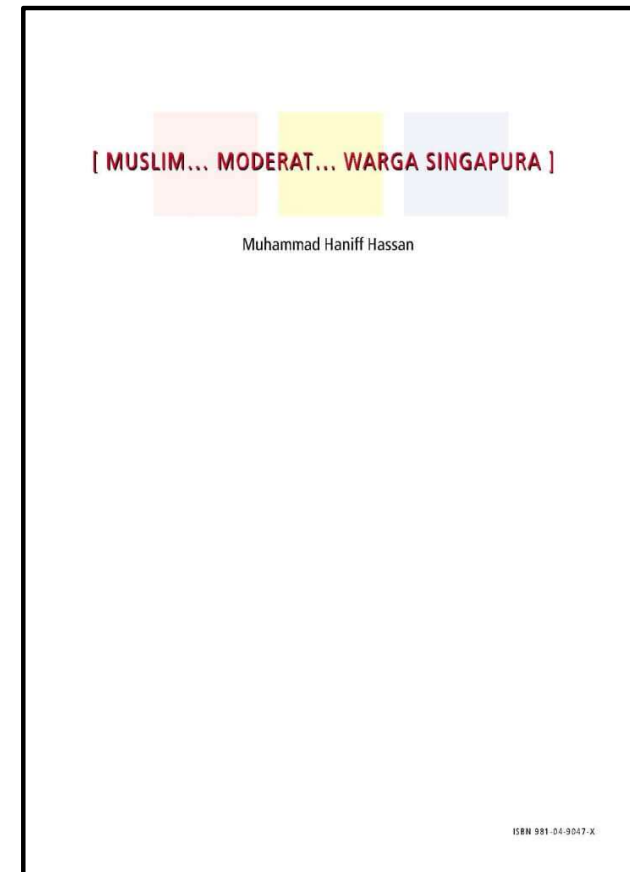 [ MUSLIM... MODERAT... WARGA SINGAPURA ]
Muhammad Haniff Hassan
ISBN 981-04-9047-X